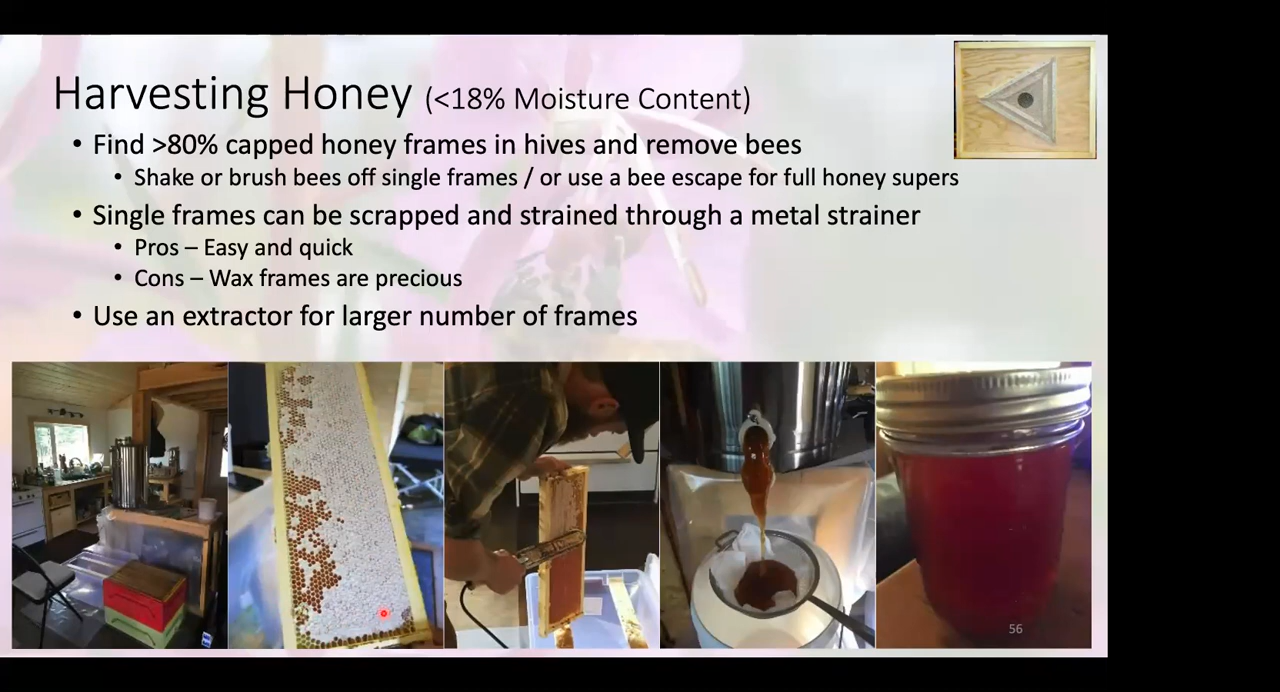 Harvesting Honey (<18% Moisture Content)
• Find >80% capped honey frames in hives and remove bees
• Shake or brush bees off single frames / or use a bee escape for full honey supers
• Single frames can be scrapped and strained through a metal strainer
• Pros – Easy and quick
• Cons – Wax frames are precious
• Use an extractor for larger number of frames
56